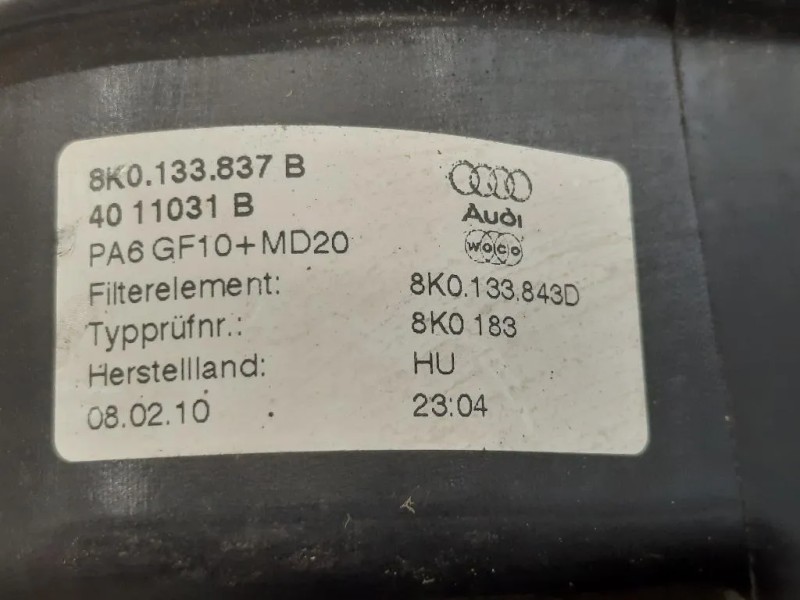 8K0.133.837 B
40 11031 B
PA6 GF10+MD20
Audi
woco
Filterelement: 8K0.133.843D
Typprüfnr.: 8K0 183
Herstellland: HU
08.02.10 23:04